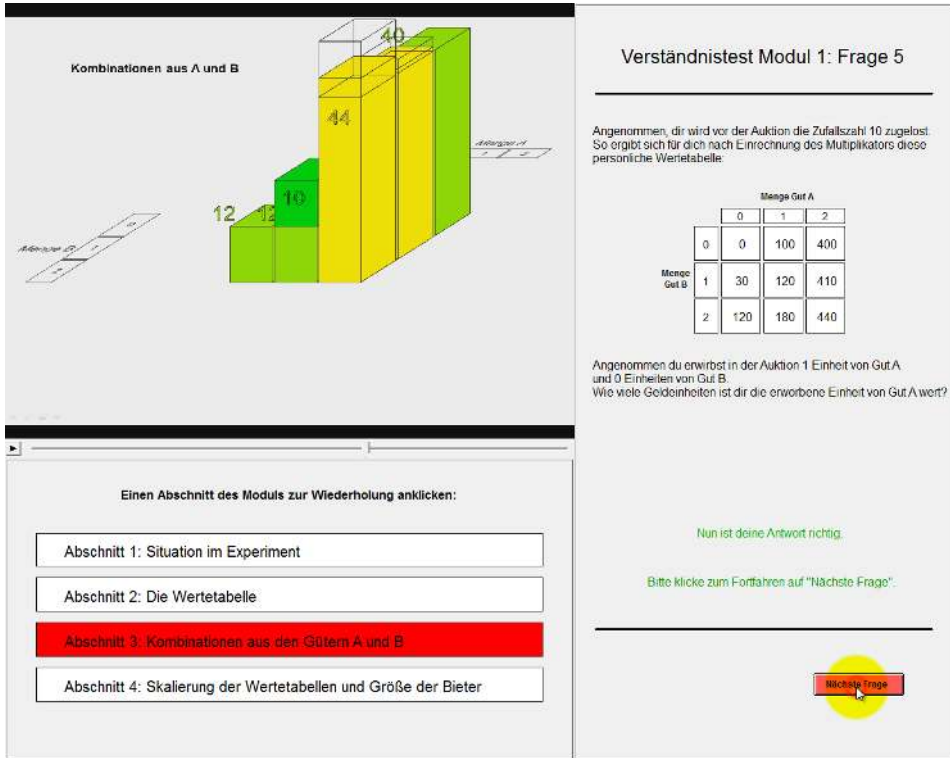 Kombinationen aus A und B
40
44
10
12
12
Menge A
1 2
Menge B
Einen Abschnitt des Moduls zur Wiederholung anklicken:
Abschnitt 1: Situation im Experiment
Abschnitt 2: Die Wertetabelle
Abschnitt 3: Kombinationen aus den Gütern A und B
Abschnitt 4: Skalierung der Wertetabellen und Größe der Bieter
Verständnistest Modul 1: Frage 5
Angenommen, dir wird vor der Auktion die Zufallszahl 10 zugelost.
So ergibt sich für dich nach Einrechnung des Multiplikators diese
persönliche Wertetabelle:
Menge Gut A
0 1 2
0 0 100 400
Menge
Gut B
1 30 120 410
2 120 180 440
Angenommen du erwirbst in der Auktion 1 Einheit von Gut A
und 0 Einheiten von Gut B.
Wie viele Geldeinheiten ist dir die erworbene Einheit von Gut A wert?
Nun ist deine Antwort richtig.
Bitte klicke zum Fortfahren auf "Nächste Frage".
Nächste Frage